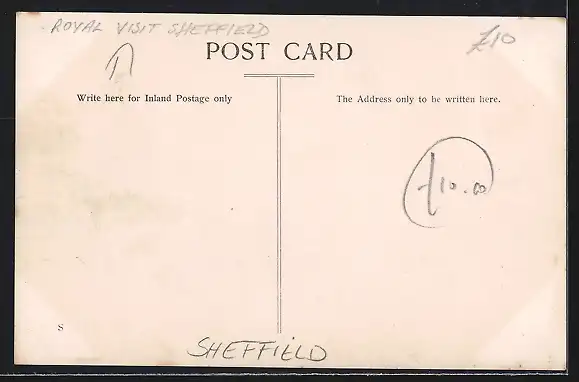 ROYAL VISIT SHEFFIELD
£10
POST CARD
Write here for Inland Postage only
The Address only to be written here.
£10.00
S
SHEFFIELD